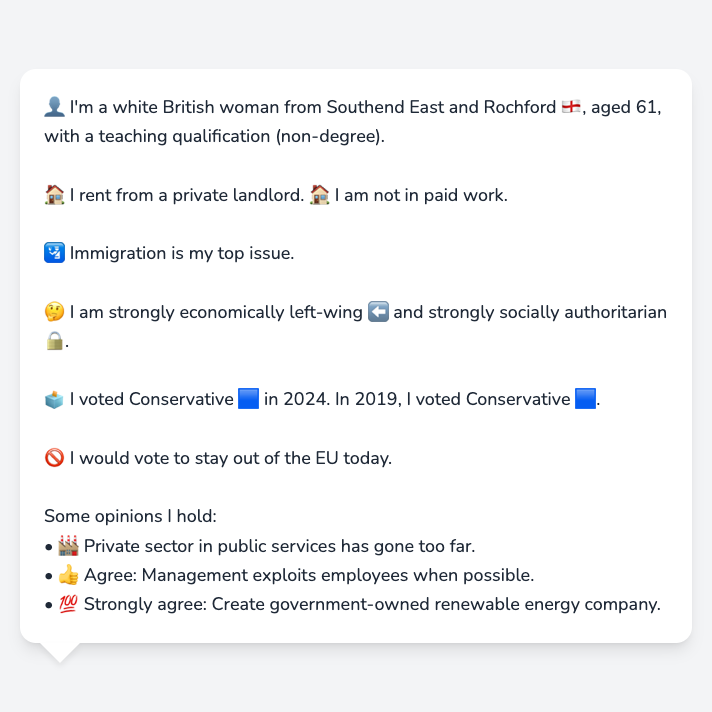 👤 I'm a white British woman from Southend East and Rochford 🏴󠁧󠁢󠁥󠁮󠁧󠁿, aged 61,
with a teaching qualification (non-degree).
🏠 I rent from a private landlord. 🏠 I am not in paid work.
🛂 Immigration is my top issue.
🤔 I am strongly economically left-wing ⬅️ and strongly socially authoritarian
🔒.
🗳️ I voted Conservative 🟦 in 2024. In 2019, I voted Conservative 🟦.
🚫 I would vote to stay out of the EU today.
Some opinions I hold:
• 🏭 Private sector in public services has gone too far.
• 👍 Agree: Management exploits employees when possible.
• 💯 Strongly agree: Create government-owned renewable energy company.